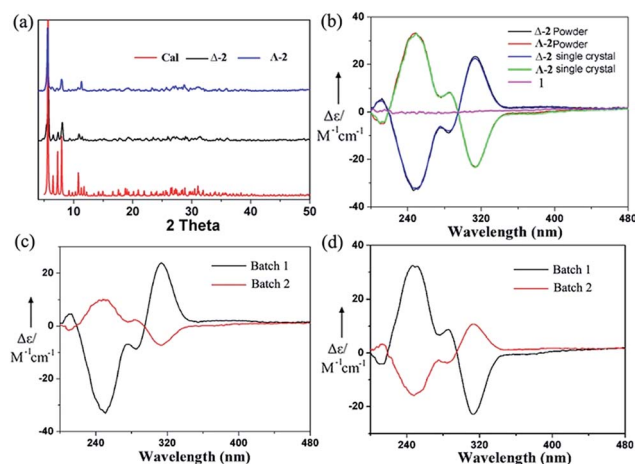 (a)
Cal Δ-2 Λ-2
10 20 30 40 50
2 Theta
(b)
Δ-2 Powder
Λ-2 Powder
Δ-2 single crystal
Λ-2 single crystal
1
Δε/
M⁻¹cm⁻¹
40
20
0
-20
-40
240 320 400 480
Wavelength (nm)
(c)
Batch 1
Batch 2
Δε/
M⁻¹cm⁻¹
20
0
-20
-40
240 320 400 480
Wavelength (nm)
(d)
Batch 1
Batch 2
Δε/
M⁻¹cm⁻¹
40
20
0
-20
240 320 400 480
Wavelength (nm)